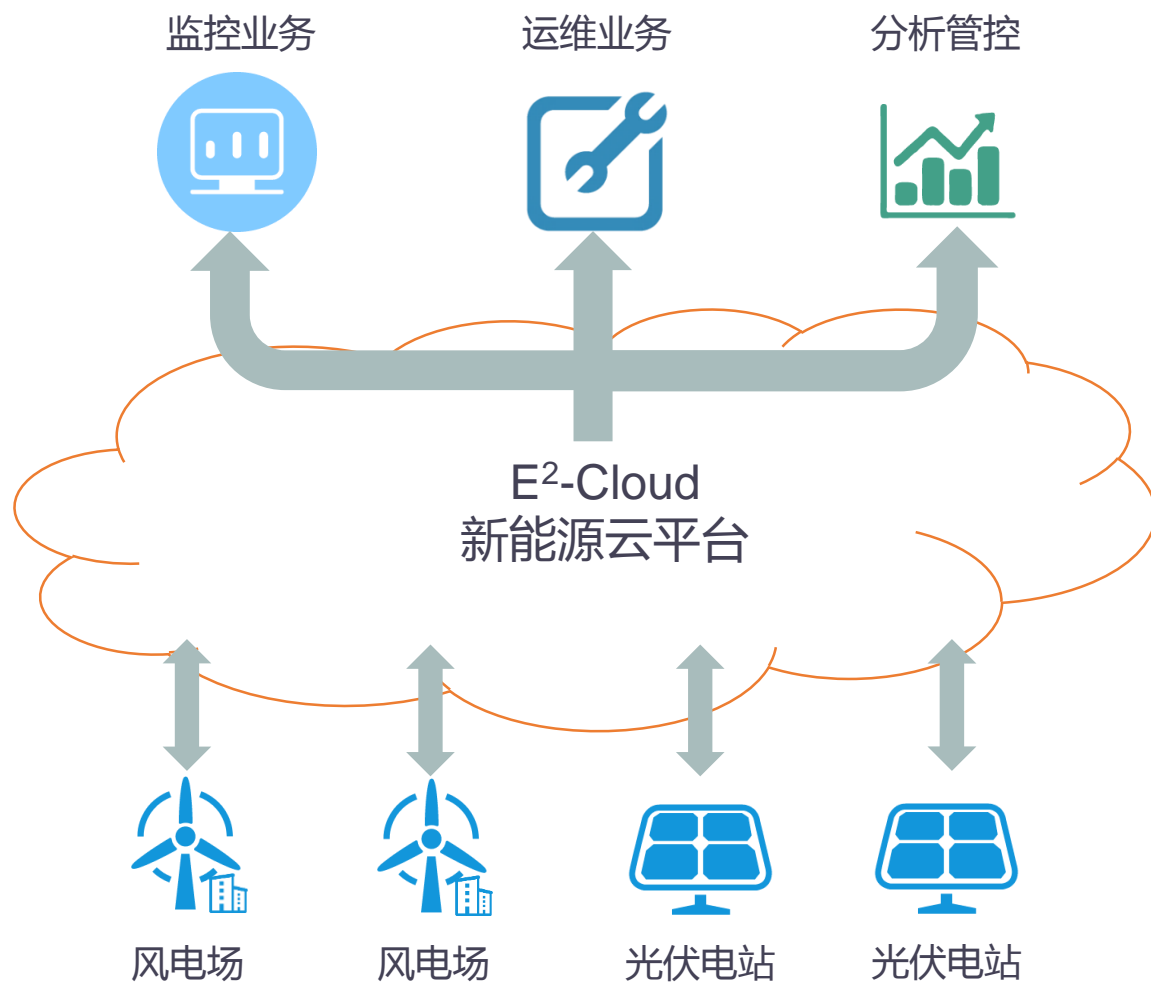 监控业务
运维业务
分析管控
E²-Cloud
新能源云平台
风电场
风电场
光伏电站
光伏电站